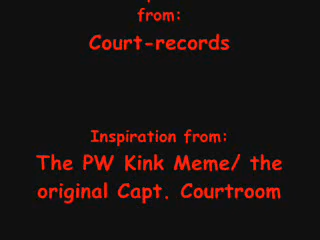 from:
Court-records
Inspiration from:
The PW Kink Meme/ the
original Capt. Courtroom